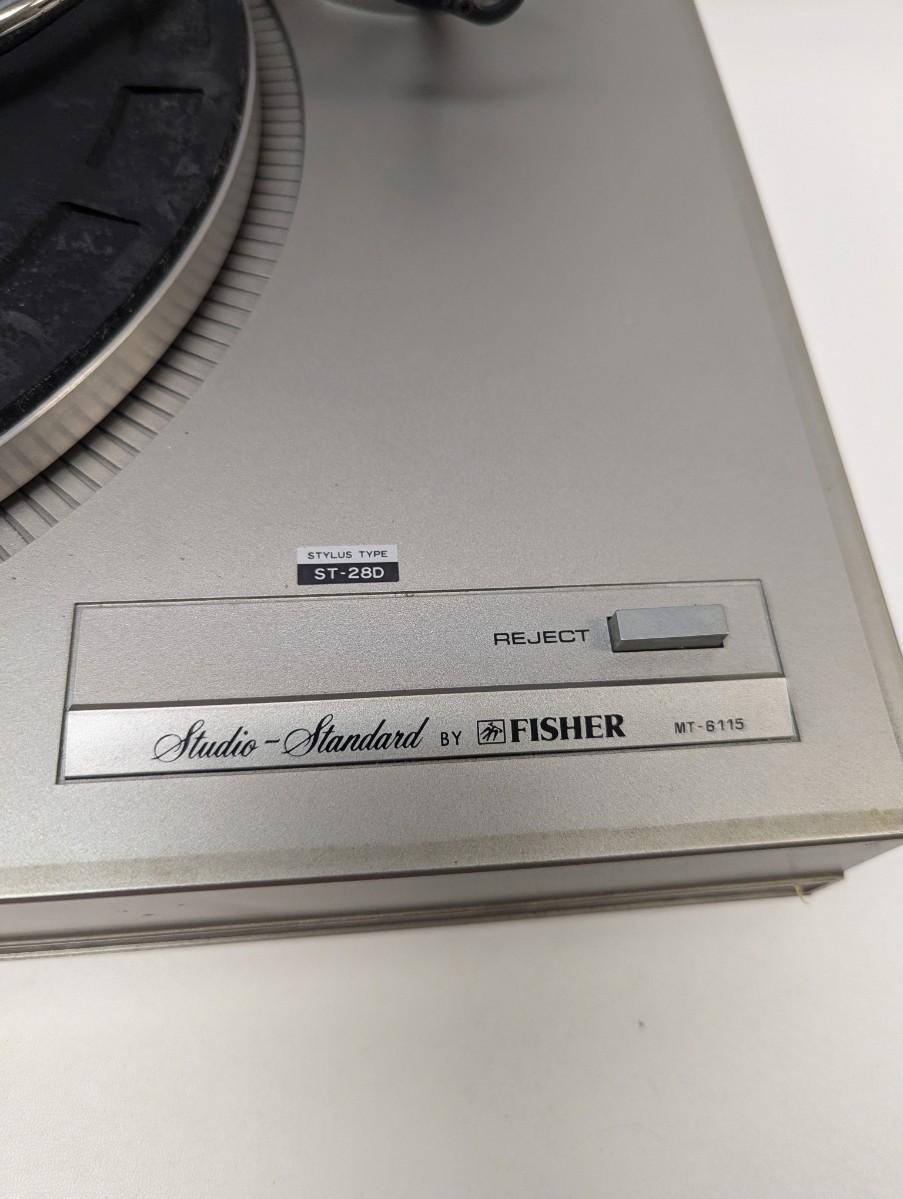 STYLUS TYPE
ST-28D
REJECT
Studio-Standard BY FISHER MT-6115